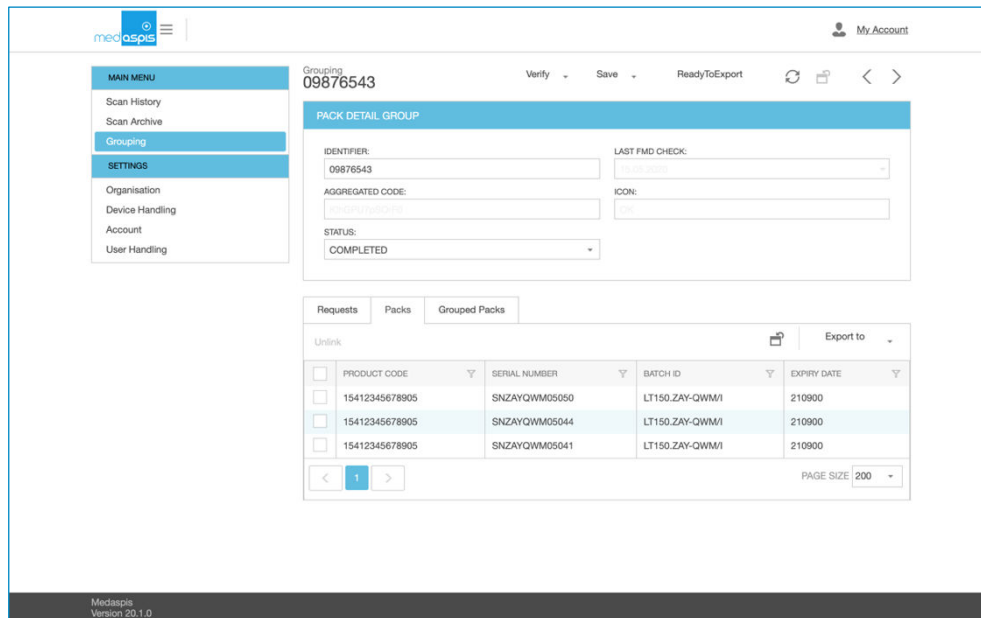 medaspis
My Account
MAIN MENU
Scan History
Scan Archive
Grouping
SETTINGS
Organisation
Device Handling
Account
User Handling
Grouping
09876543
Verify Save ReadyToExport
PACK DETAIL GROUP
IDENTIFIER: LAST FMD CHECK:
09876543
AGGREGATED CODE: ICON:
OK
STATUS:
COMPLETED
Requests Packs Grouped Packs
Unlink Export to
PRODUCT CODE SERIAL NUMBER BATCH ID EXPIRY DATE
15412345678905 SNZAYQWM05050 LT150.ZAY-QWM/I 210900
15412345678905 SNZAYQWM05044 LT150.ZAY-QWM/I 210900
15412345678905 SNZAYQWM05041 LT150.ZAY-QWM/I 210900
1 PAGE SIZE 200
Medaspis
Version 20.1.0